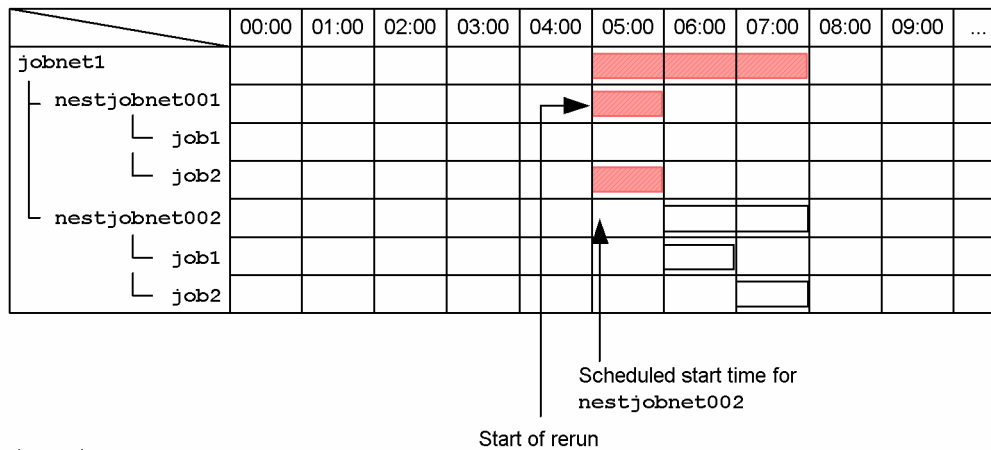 00:00 01:00 02:00 03:00 04:00 05:00 06:00 07:00 08:00 09:00 ...
jobnet1
nestjobnet001
job1
job2
nestjobnet002
job1
job2
Scheduled start time for
nestjobnet002
Start of rerun